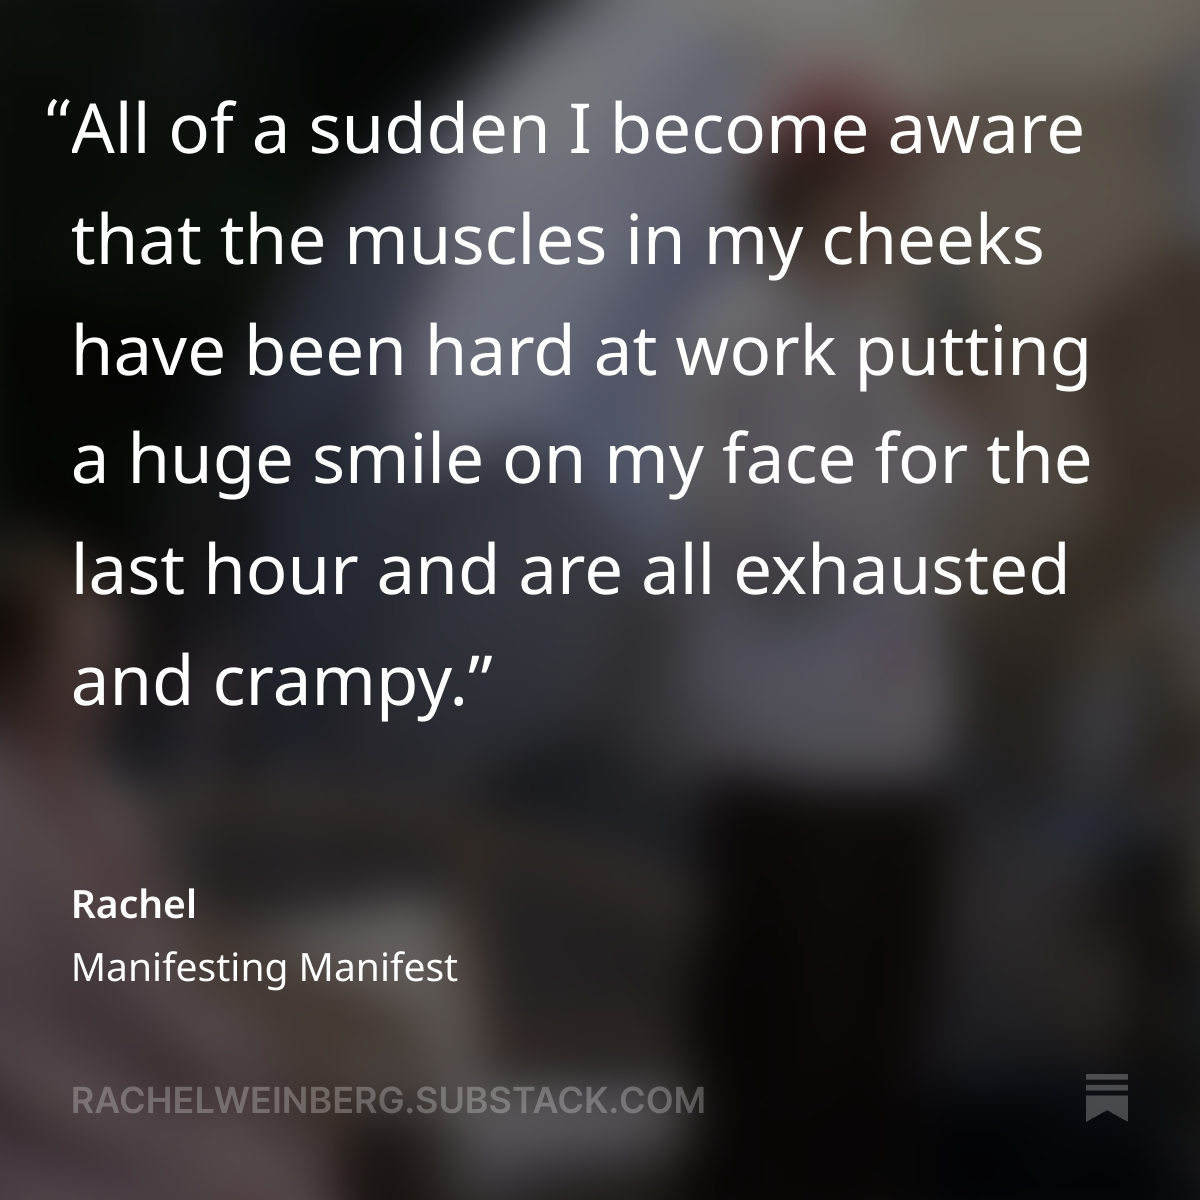 “All of a sudden I become aware
that the muscles in my cheeks
have been hard at work putting
a huge smile on my face for the
last hour and are all exhausted
and crampy.”
Rachel
Manifesting Manifest
RACHELWEINBERG.SUBSTACK.COM